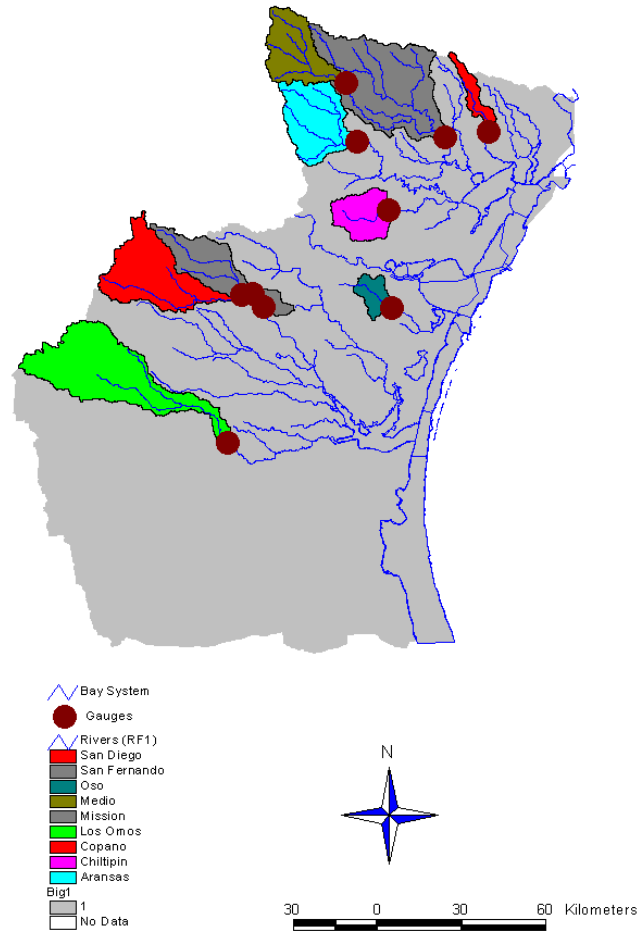 Bay System
Gauges
Rivers (RF1)
San Diego
San Fernando
Oso
Medio
Mission
Los Omos
Copano
Chiltipin
Aransas
Big1
1
No Data
N
30 0 30 60 Kilometers